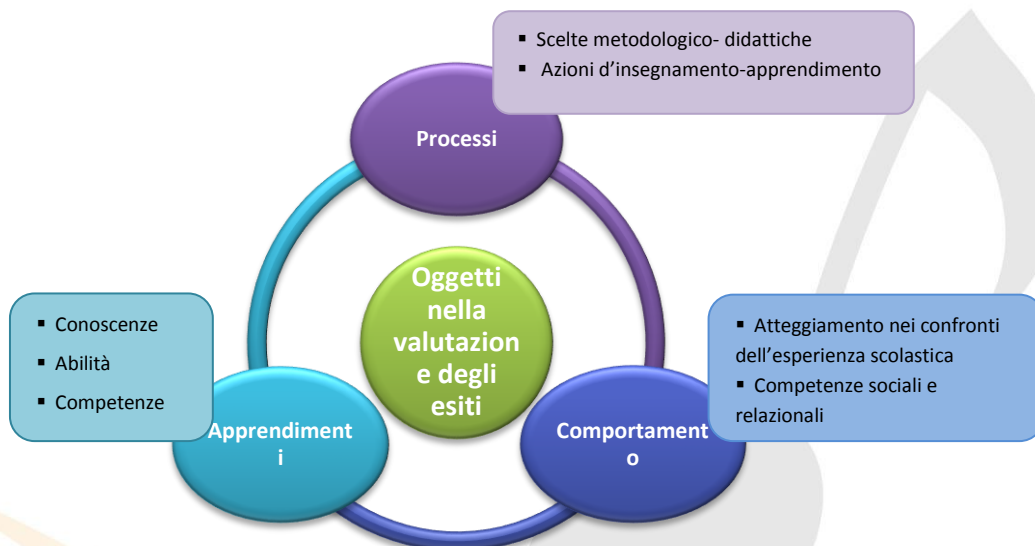 ▪ Scelte metodologico- didattiche
▪ Azioni d'insegnamento-apprendimento
Processi
Oggetti
nella
valutazion
e degli
esiti
▪ Conoscenze
▪ Abilità
▪ Competenze
▪ Atteggiamento nei confronti
dell'esperienza scolastica
▪ Competenze sociali e
relazionali
Apprendiment
i
Comportament
o